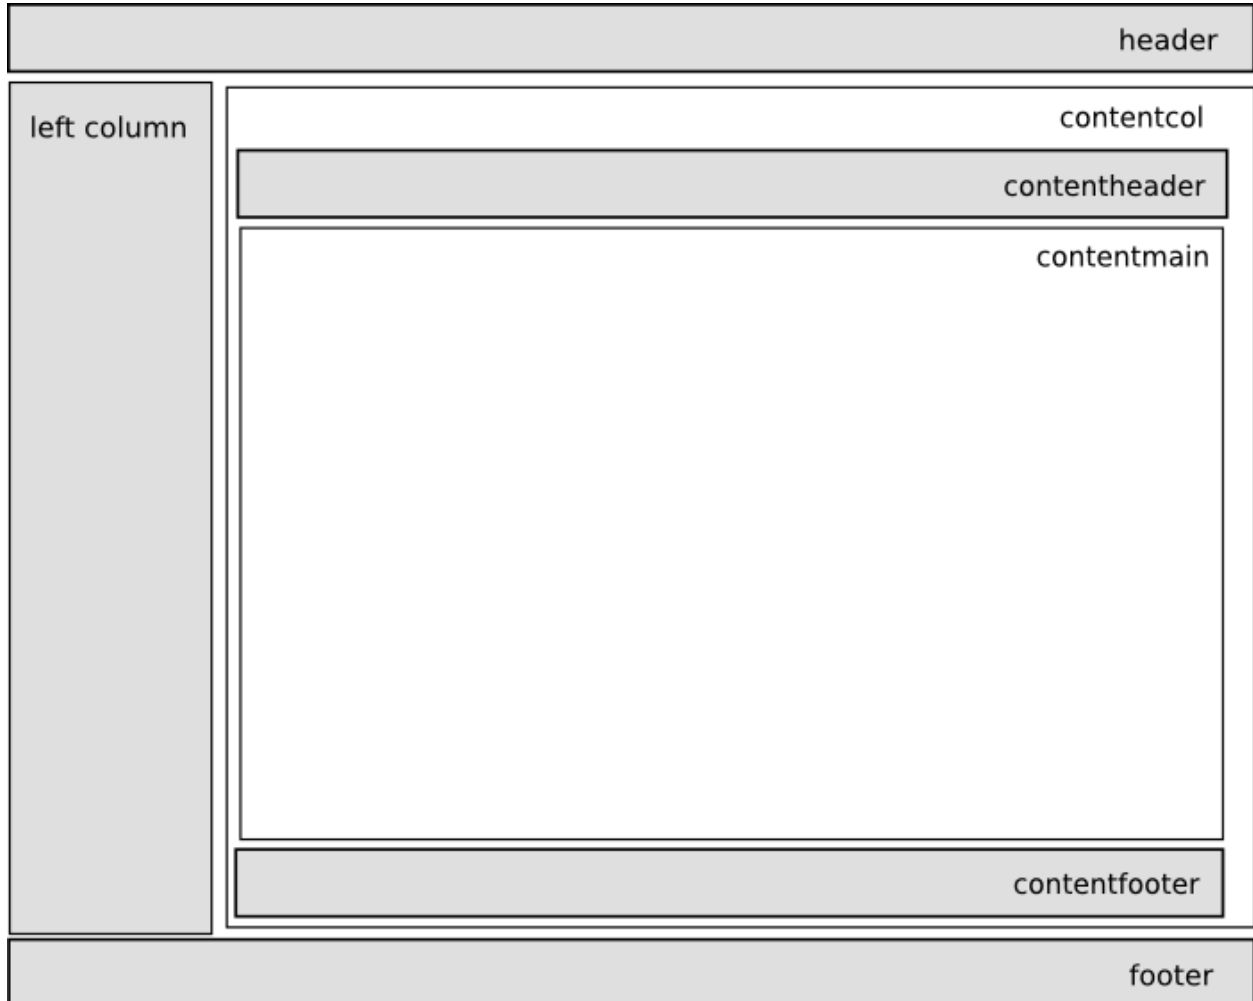 header
left column
contentcol
contentheader
contentmain
contentfooter
footer